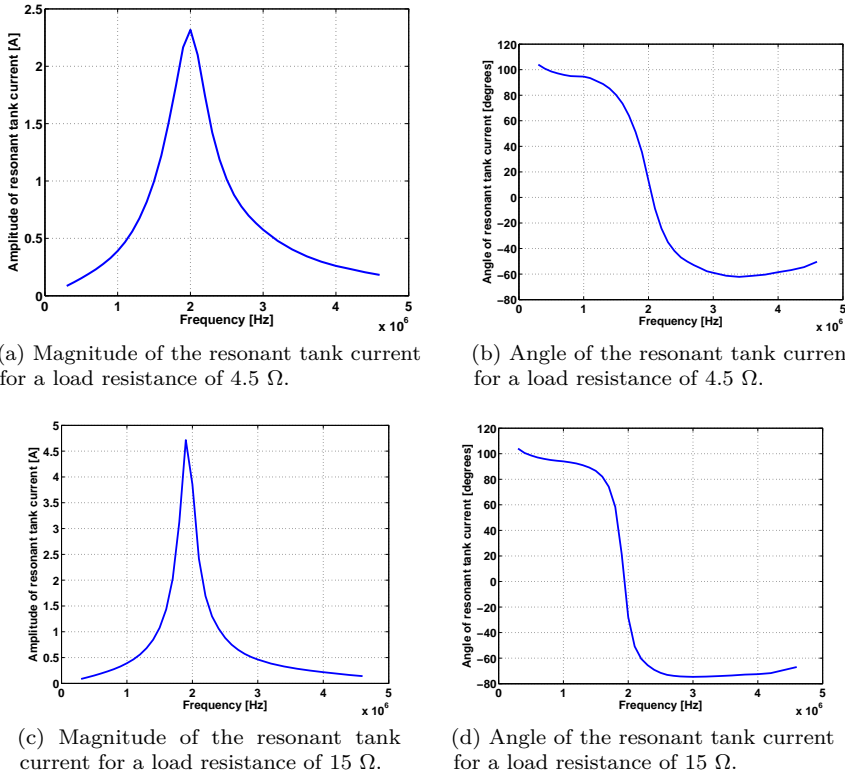 2.5
2
1.5
1
0.5
0
0 1 2 3 4 5
Amplitude of resonant tank current [A]
Frequency [Hz]
x 10^6
120
100
80
60
40
20
0
−20
−40
−60
−80
0 1 2 3 4 5
Angle of resonant tank current [degrees]
Frequency [Hz]
x 10^6
(a) Magnitude of the resonant tank current
for a load resistance of 4.5 Ω.
(b) Angle of the resonant tank curren
for a load resistance of 4.5 Ω.
5
4.5
4
3.5
3
2.5
2
1.5
1
0.5
0
0 1 2 3 4 5
Amplitude of resonant tank current [A]
Frequency [Hz]
x 10^6
120
100
80
60
40
20
0
−20
−40
−60
−80
0 1 2 3 4 5
Angle of resonant tank current [degrees]
Frequency [Hz]
x 10^6
(c) Magnitude of the resonant tank
current for a load resistance of 15 Ω.
(d) Angle of the resonant tank current
for a load resistance of 15 Ω.